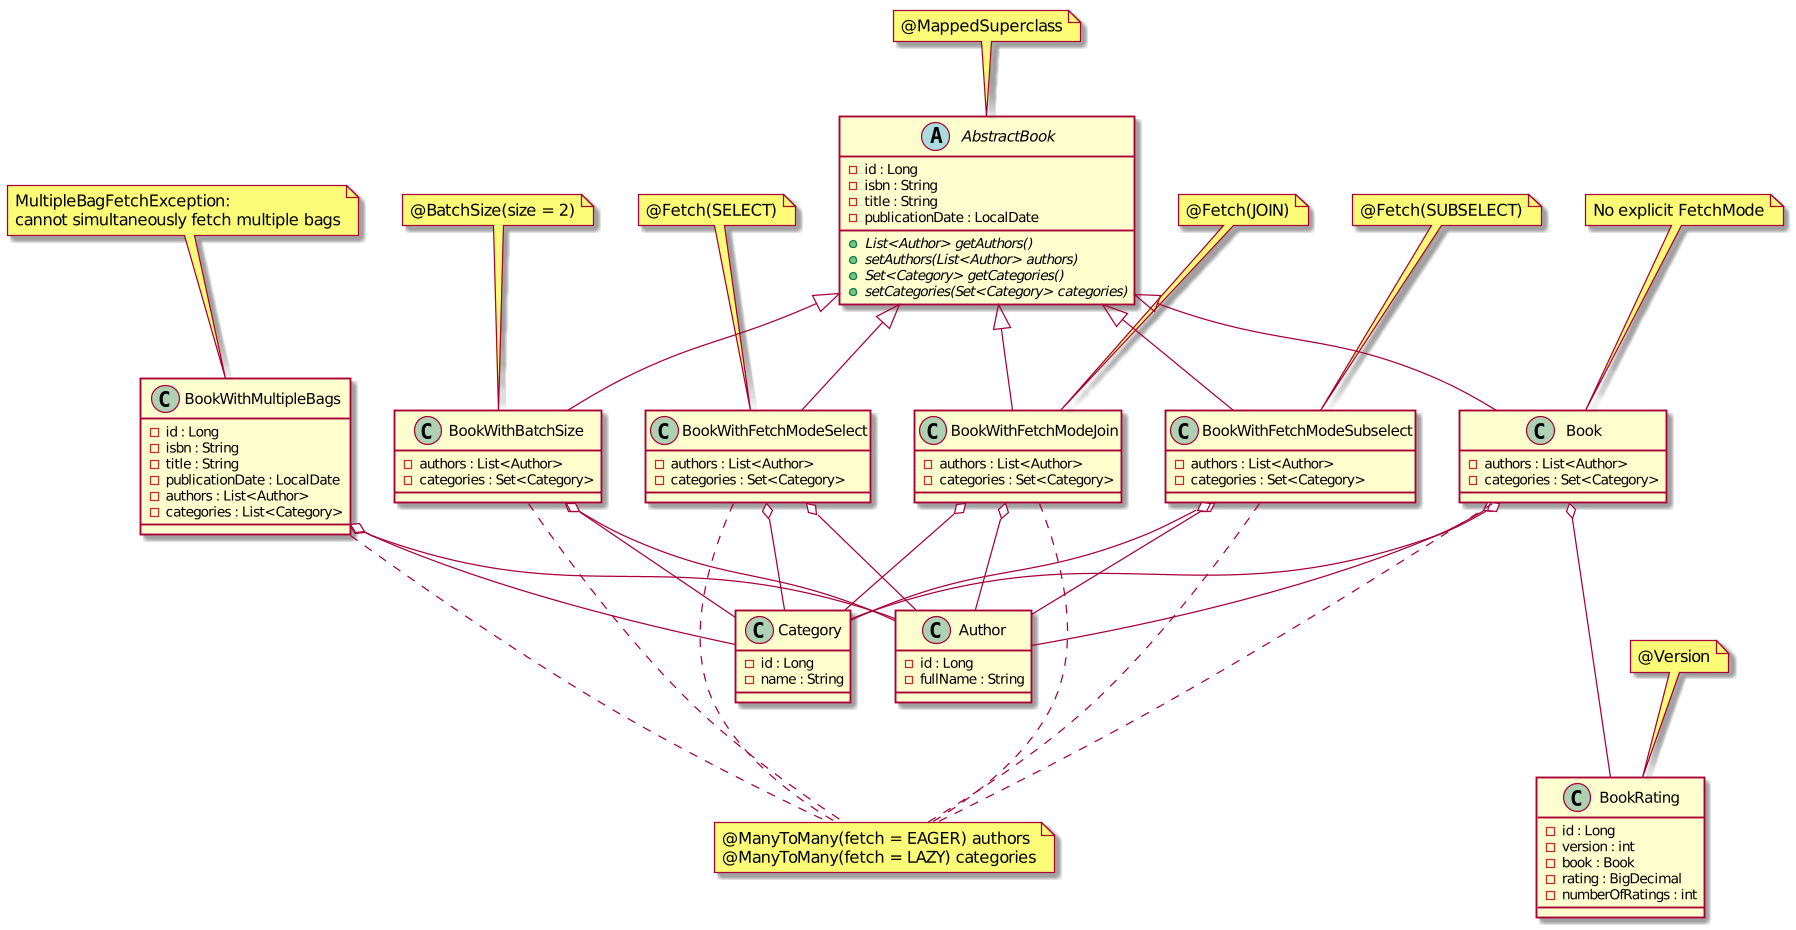 @MappedSuperclass
A AbstractBook
id : Long
isbn : String
title : String
publicationDate : LocalDate
List<Author> getAuthors()
setAuthors(List<Author> authors)
Set<Category> getCategories()
setCategories(Set<Category> categories)
MultipleBagFetchException:
cannot simultaneously fetch multiple bags
@BatchSize(size = 2)
@Fetch(SELECT)
@Fetch(JOIN)
@Fetch(SUBSELECT)
No explicit FetchMode
C BookWithMultipleBags
id : Long
isbn : String
title : String
publicationDate : LocalDate
authors : List<Author>
categories : List<Category>
C BookWithBatchSize
authors : List<Author>
categories : Set<Category>
C BookWithFetchModeSelect
authors : List<Author>
categories : Set<Category>
C BookWithFetchModeJoin
authors : List<Author>
categories : Set<Category>
C BookWithFetchModeSubselect
authors : List<Author>
categories : Set<Category>
C Book
authors : List<Author>
categories : Set<Category>
C Category
id : Long
name : String
C Author
id : Long
fullName : String
@Version
C BookRating
id : Long
version : int
book : Book
rating : BigDecimal
numberOfRatings : int
@ManyToMany(fetch = EAGER) authors
@ManyToMany(fetch = LAZY) categories